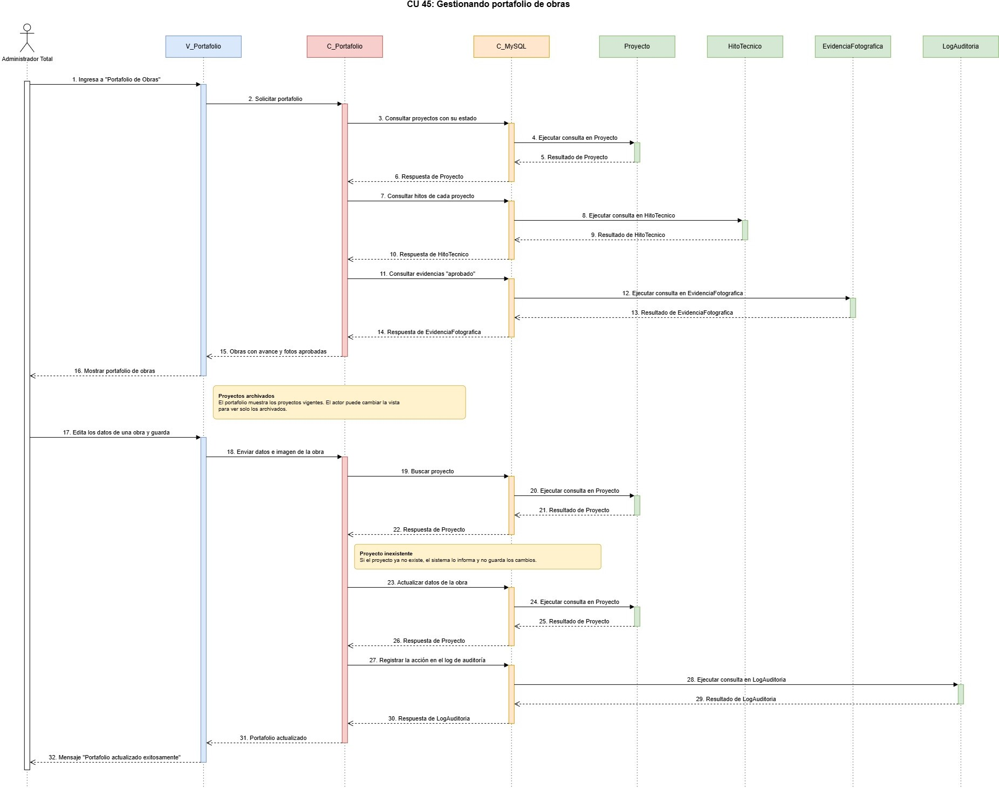 CU 45: Gestionando portafolio de obras
Administrador Total
V_Portafolio
C_Portafolio
C_MySQL
Proyecto
HitoTecnico
EvidenciaFotografica
LogAuditoria
1. Ingresa a "Portafolio de Obras"
2. Solicitar portafolio
3. Consultar proyectos con su estado
4. Ejecutar consulta en Proyecto
5. Resultado de Proyecto
6. Respuesta de Proyecto
7. Consultar hitos de cada proyecto
8. Ejecutar consulta en HitoTecnico
9. Resultado de HitoTecnico
10. Respuesta de HitoTecnico
11. Consultar evidencias "aprobado"
12. Ejecutar consulta en EvidenciaFotografica
13. Resultado de EvidenciaFotografica
14. Respuesta de EvidenciaFotografica
15. Obras con avance y fotos aprobadas
16. Mostrar portafolio de obras
Proyectos archivados
El portafolio muestra los proyectos vigentes. El actor puede cambiar la vista
para ver solo los archivados.
17. Edita los datos de una obra y guarda
18. Enviar datos e imagen de la obra
19. Buscar proyecto
20. Ejecutar consulta en Proyecto
21. Resultado de Proyecto
22. Respuesta de Proyecto
Proyecto inexistente
Si el proyecto ya no existe, el sistema lo informa y no guarda los cambios.
23. Actualizar datos de la obra
24. Ejecutar consulta en Proyecto
25. Resultado de Proyecto
26. Respuesta de Proyecto
27. Registrar la acción en el log de auditoría
28. Ejecutar consulta en LogAuditoria
29. Resultado de LogAuditoria
30. Respuesta de LogAuditoria
31. Portafolio actualizado
32. Mensaje "Portafolio actualizado exitosamente"